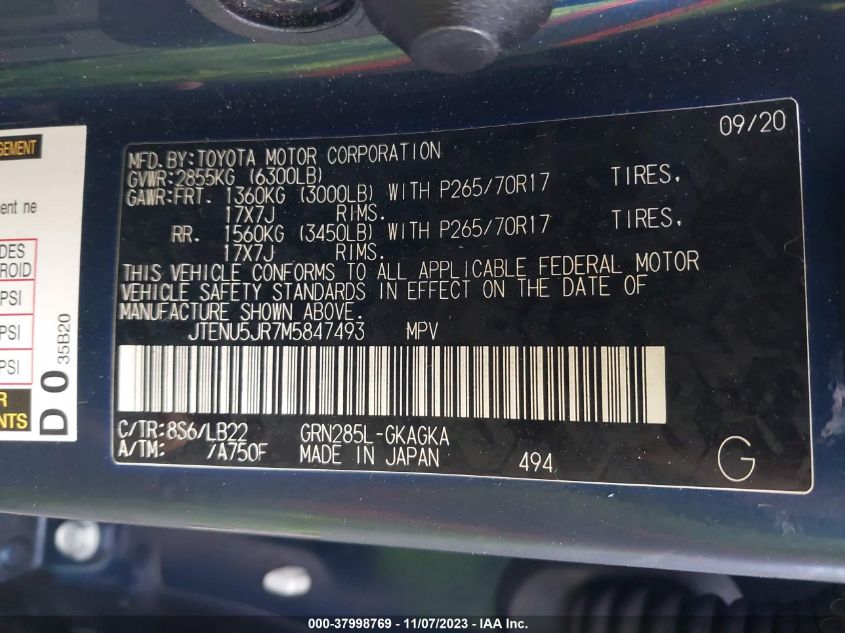 09/20
MFD.BY:TOYOTA MOTOR CORPORATION
GVWR:2855KG (6300LB)
GAWR:FRT. 1360KG (3000LB) WITH P265/70R17 TIRES,
17X7J RIMS.
RR. 1560KG (3450LB) WITH P265/70R17 TIRES,
17X7J RIMS.
THIS VEHICLE CONFORMS TO ALL APPLICABLE FEDERAL MOTOR
VEHICLE SAFETY STANDARDS IN EFFECT ON THE DATE OF
MANUFACTURE SHOWN ABOVE.
JTENU5JR7M5847493 MPV
C/TR:8S6/LB22 GRN285L-GKAGKA
A/TM: /A750F MADE IN JAPAN 494
G
PSI
PSI
PSI
D 0 35B20
000-37998769 - 11/07/2023 - IAA Inc.